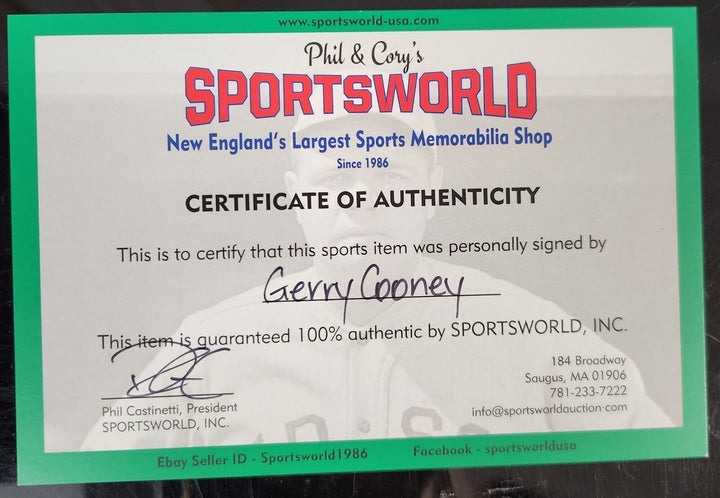 www.sportsworld-usa.com
Phil & Cory's
SPORTSWORLD
New England's Largest Sports Memorabilia Shop
Since 1986
CERTIFICATE OF AUTHENTICITY
This is to certify that this sports item was personally signed by
Gerry Cooney
This item is guaranteed 100% authentic by SPORTSWORLD, INC.
Phil Castinetti, President
SPORTSWORLD, INC.
184 Broadway
Saugus, MA 01906
781-233-7222
info@sportsworldauction.com
Ebay Seller ID - Sportsworld1986
Facebook - sportsworldusa